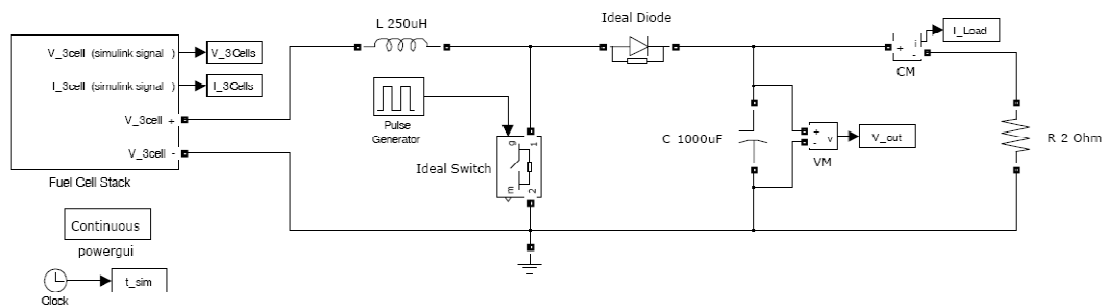 V_3cell (simulink signal )
V_3Cells
I_3cell (simulink signal )
I_3Cells
V_3cell +
V_3cell -
Fuel Cell Stack
Continuous
powergui
Clock
t_sim
L 250uH
Pulse
Generator
Ideal Switch
g
1
m
2
Ideal Diode
C 1000uF
+
-
v
VM
V_out
+
i
-
CM
I_Load
R 2 Ohm